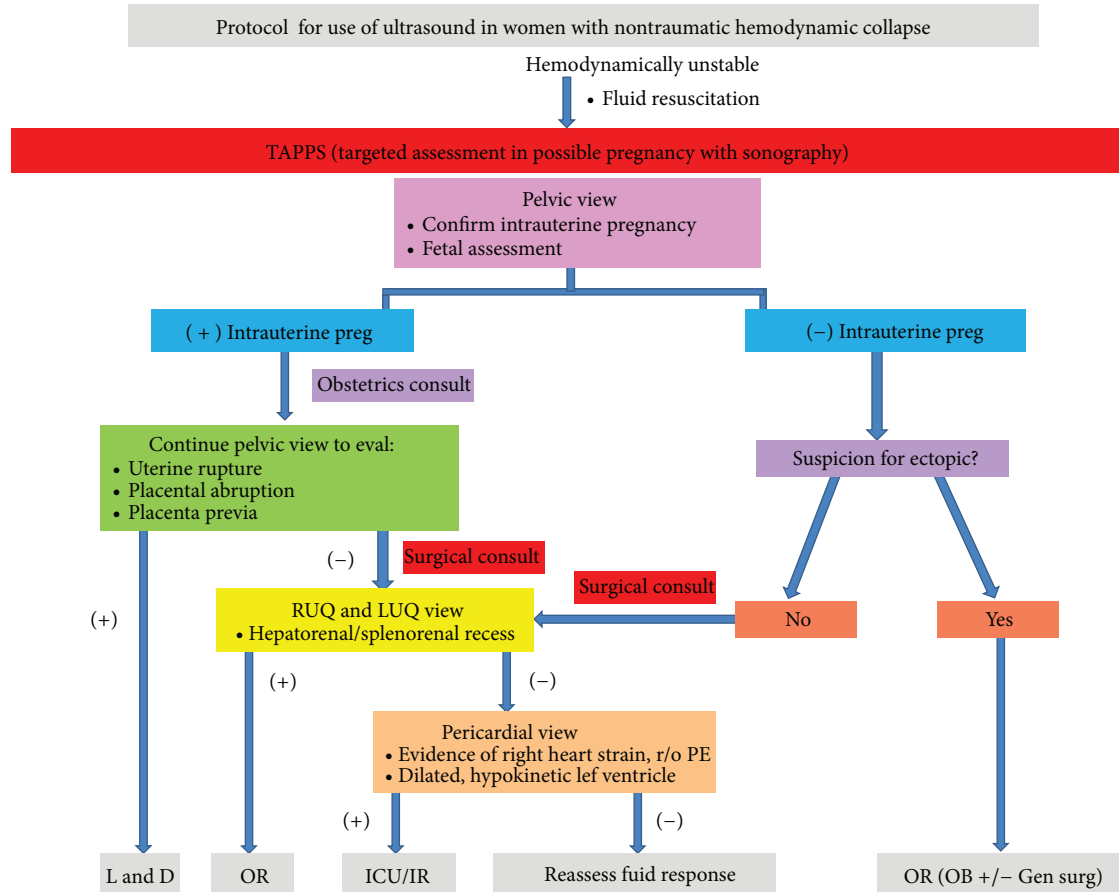 Protocol for use of ultrasound in women with nontraumatic hemodynamic collapse
Hemodynamically unstable
• Fluid resuscitation
TAPPS (targeted assessment in possible pregnancy with sonography)
Pelvic view
• Confirm intrauterine pregnancy
• Fetal assessment
(+) Intrauterine preg
(−) Intrauterine preg
Obstetrics consult
Continue pelvic view to eval:
• Uterine rupture
• Placental abruption
• Placenta previa
Suspicion for ectopic?
(−)
Surgical consult
Surgical consult
(+)
RUQ and LUQ view
• Hepatorenal/splenorenal recess
No
Yes
(+)
(−)
Pericardial view
• Evidence of right heart strain, r/o PE
• Dilated, hypokinetic lef ventricle
(+)
(−)
L and D
OR
ICU/IR
Reassess fuid response
OR (OB +/− Gen surg)